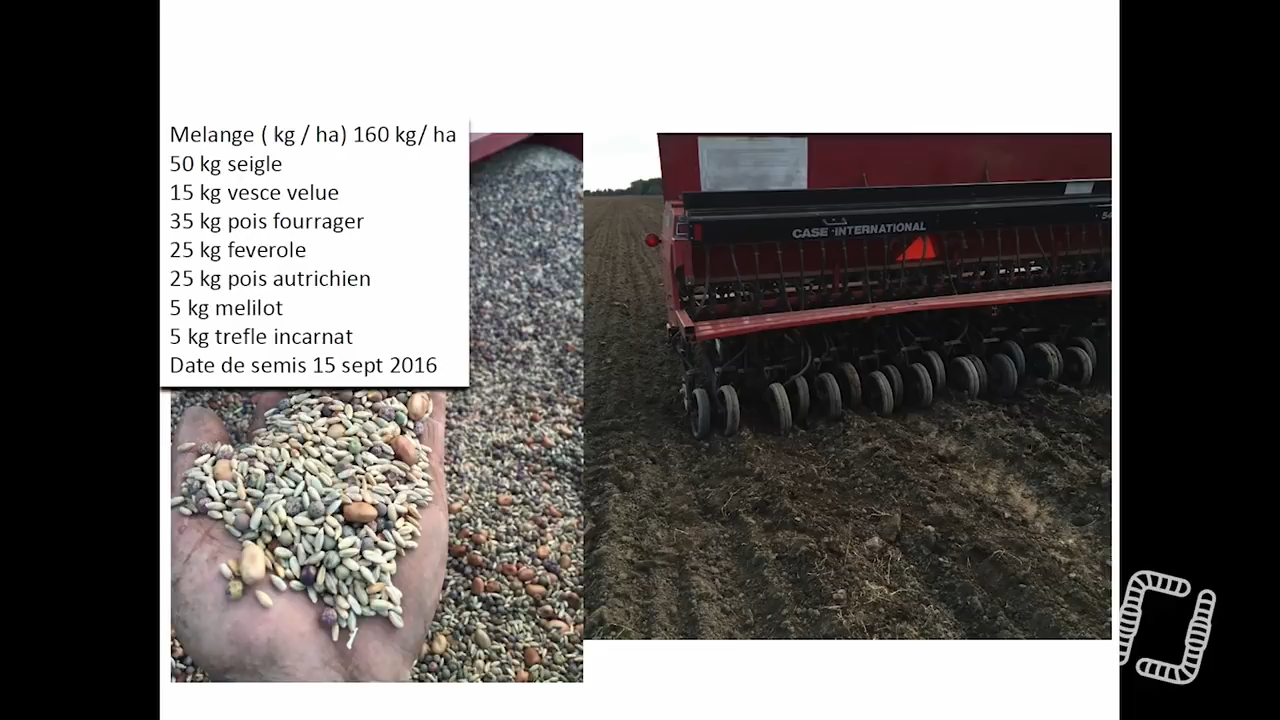 Melange ( kg / ha) 160 kg/ ha
50 kg seigle
15 kg vesce velue
35 kg pois fourrager
25 kg feverole
25 kg pois autrichien
5 kg melilot
5 kg trefle incarnat
Date de semis 15 sept 2016
CASE INTERNATIONAL